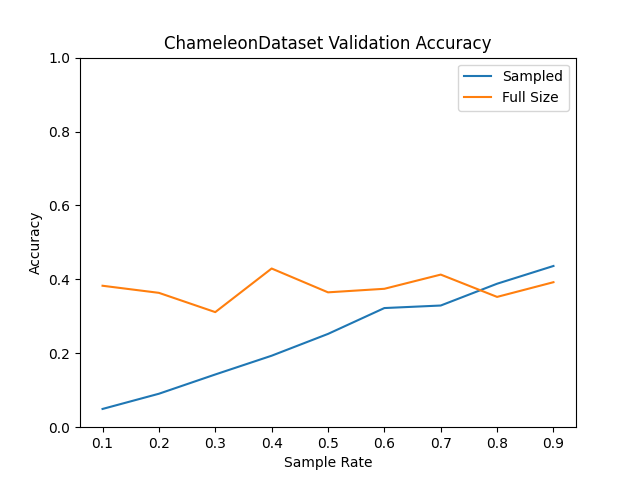 ChameleonDataset Validation Accuracy
1.0
0.8
0.6
0.4
0.2
0.0
Accuracy
Sampled
Full Size
0.1 0.2 0.3 0.4 0.5 0.6 0.7 0.8 0.9
Sample Rate